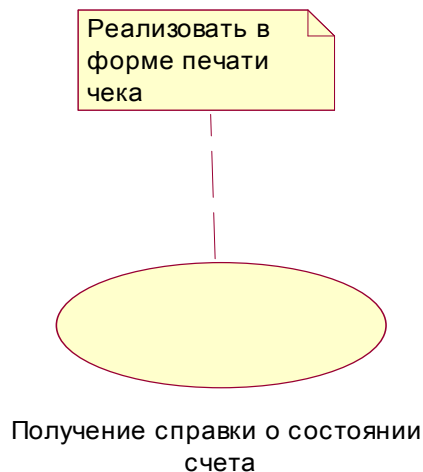 Реализовать в
форме печати
чека
Получение справки о состоянии
счета